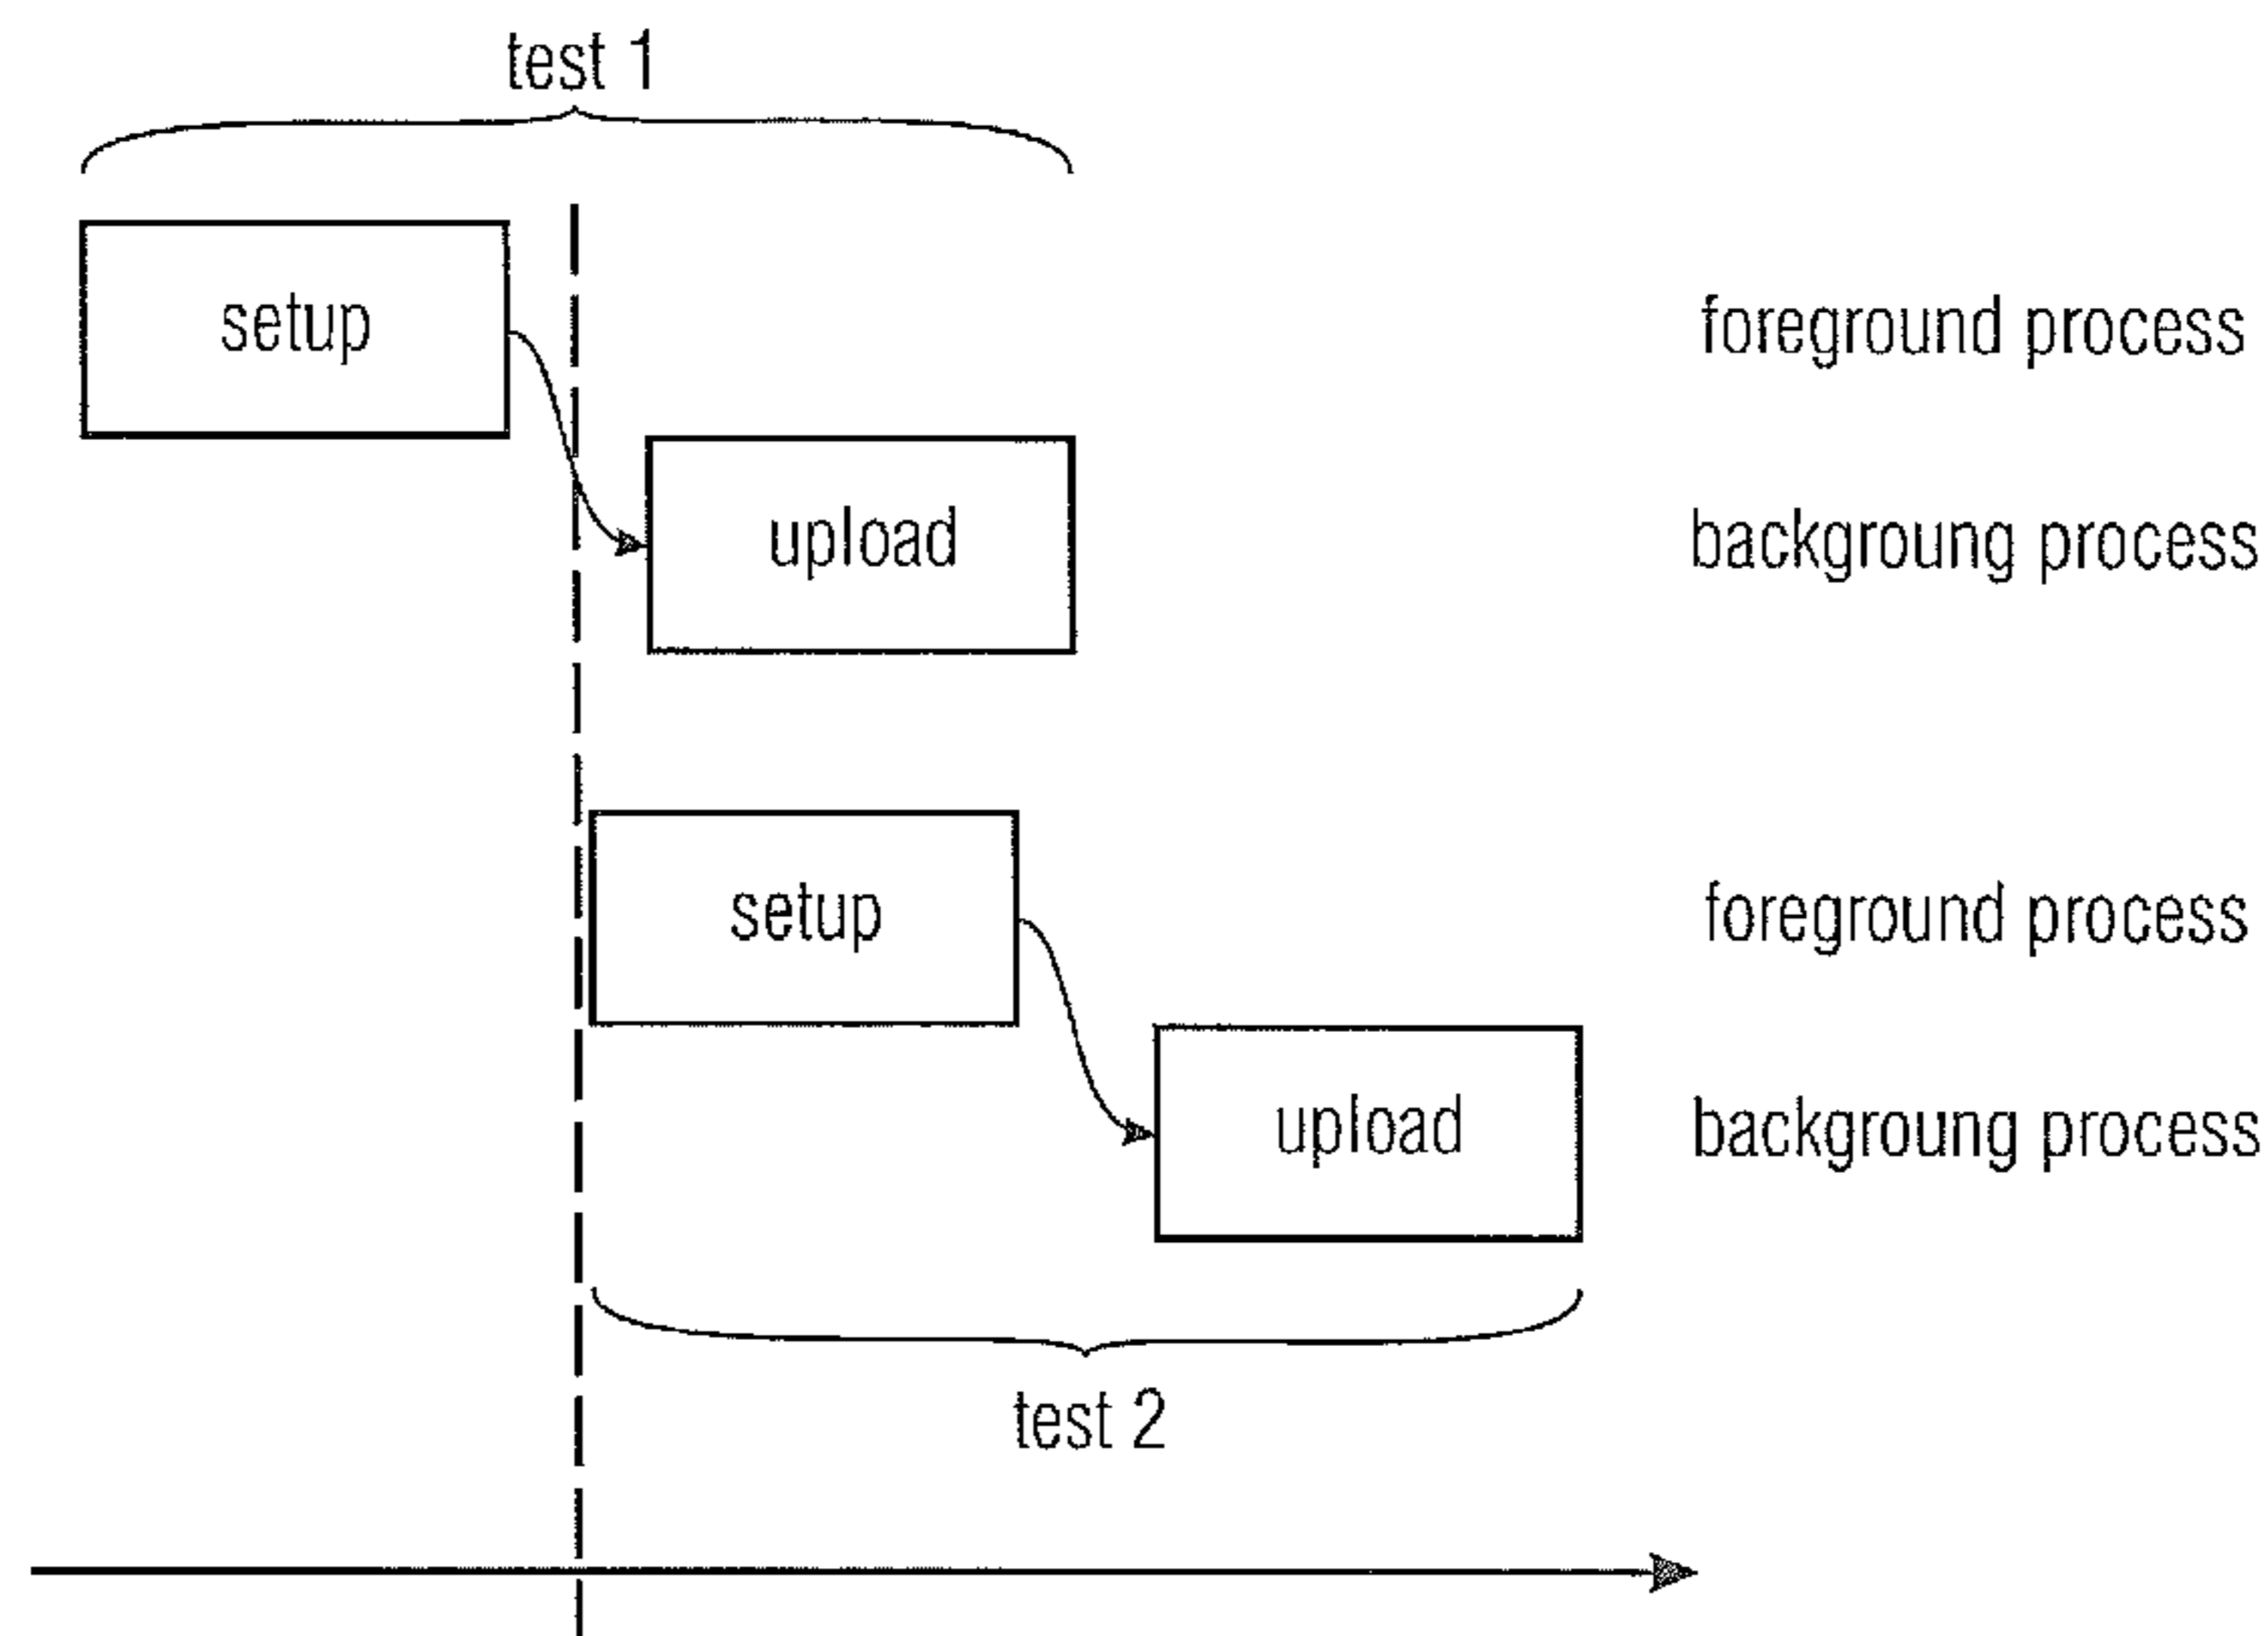 test 1
setup
foreground process
upload
backgroung process
setup
foreground process
upload
backgroung process
test 2